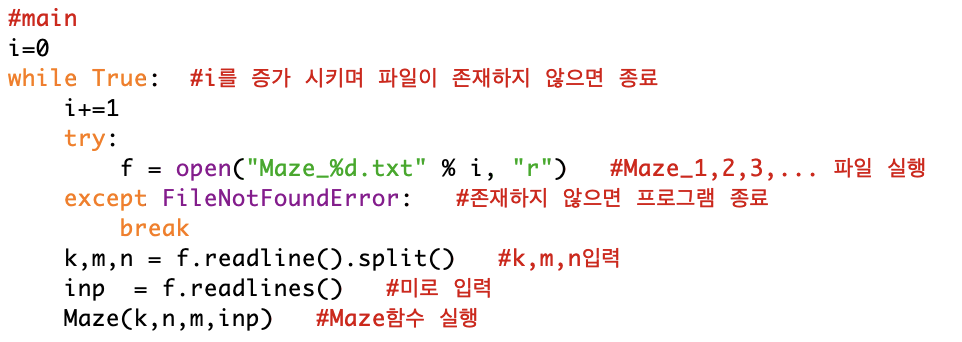 #main
i=0
while True:  #i를 증가 시키며 파일이 존재하지 않으면 종료
    i+=1
    try:
        f = open("Maze_%d.txt" % i, "r")   #Maze_1,2,3,... 파일 실행
    except FileNotFoundError:   #존재하지 않으면 프로그램 종료
        break
    k,m,n = f.readline().split()   #k,m,n입력
    inp  = f.readlines()   #미로 입력
    Maze(k,n,m,inp)   #Maze함수 실행